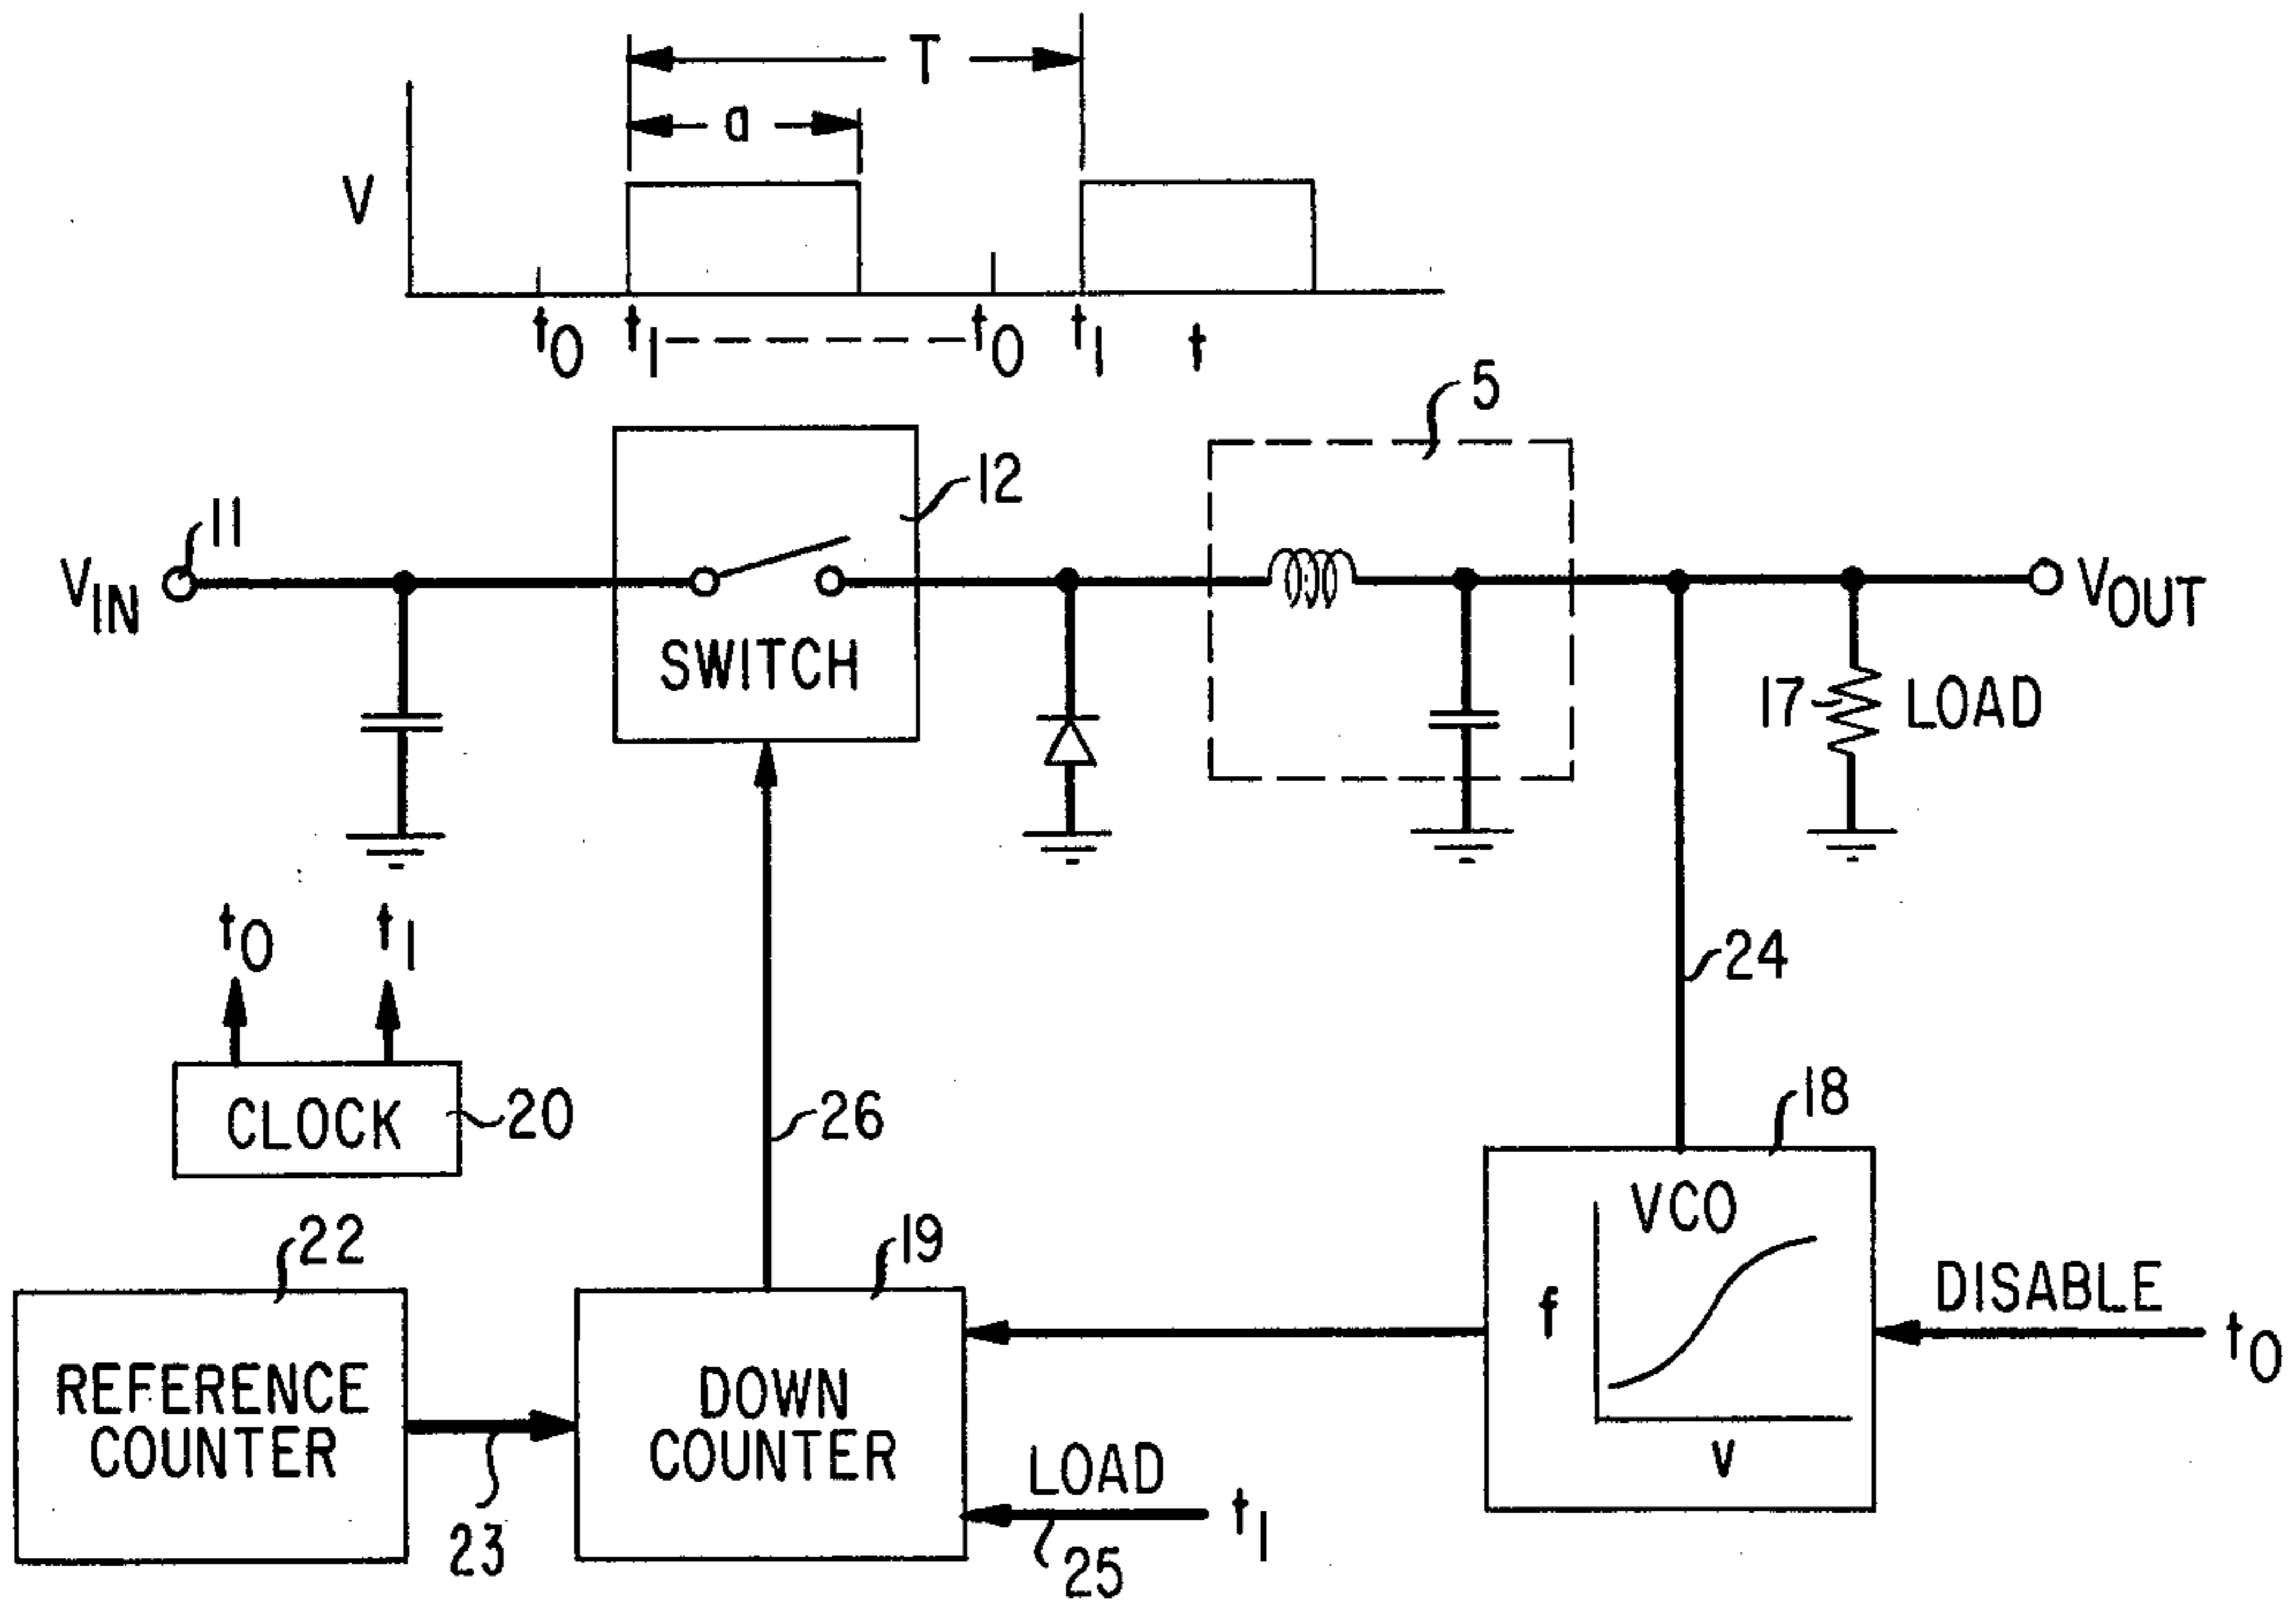 T
a
V
t0 t1 t0 t1 t
5
12
11
VIN
SWITCH
VOUT
17 LOAD
t0 t1
24
CLOCK 20
26
18
22
19
VCO
f
V
DISABLE
t0
REFERENCE
COUNTER
DOWN
COUNTER
LOAD
t1
23
25